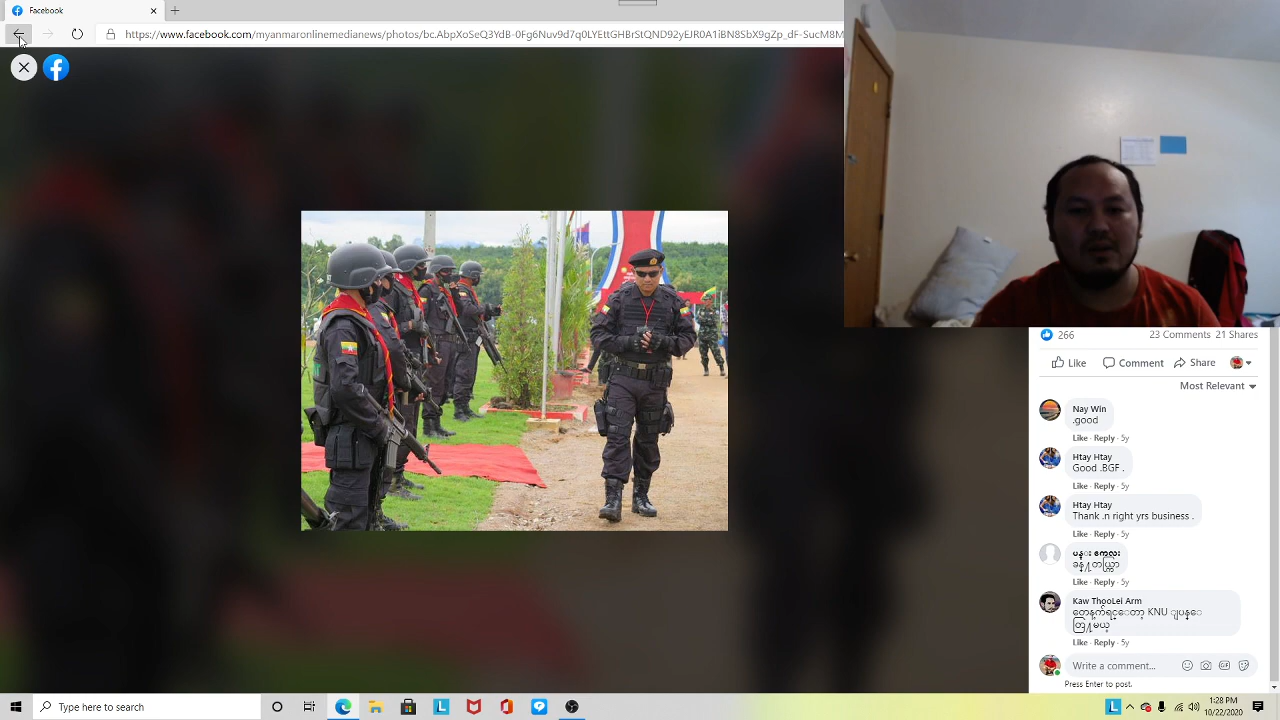 Facebook
https://www.facebook.com/myanmaronlinemedianews/photos/bc.AbpXoSeQ3YdB-0Fg6Nuv9d7q0LYEttGHBrStQND92yEJR0A1iBN8SbX9gZp_dF-SucM8M
266
23 Comments 21 Shares
Like
Comment
Share
Most Relevant
Nay Win
.good
Like · Reply · 5y
Htay Htay
Good .BGF .
Like · Reply · 5y
Htay Htay
Thank .n right yrs business .
Like · Reply · 5y
Like · Reply · 5y
Kaw ThooLei Arm
KNU
Like · Reply · 5y
Write a comment...
Press Enter to post.
Type here to search
1:28 PM
10/22/2020